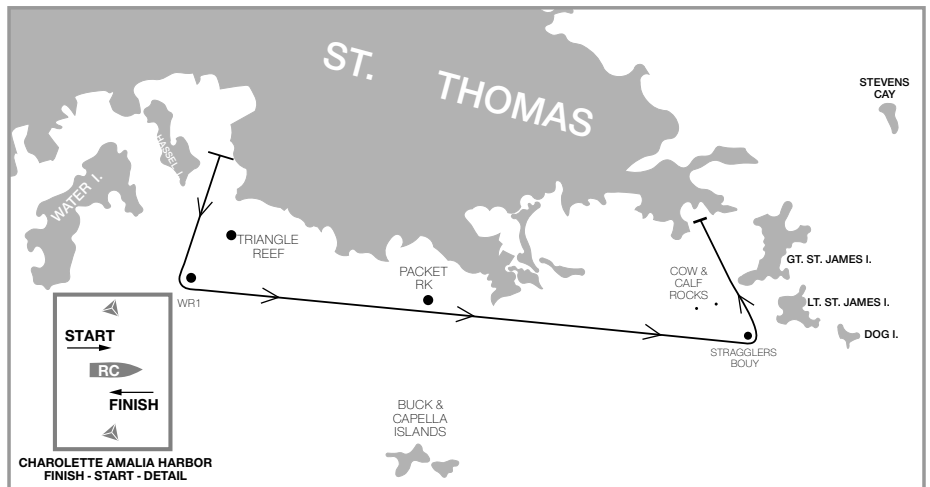 ST. THOMAS
STEVENS
CAY
HASSEL I.
WATER I.
TRIANGLE
REEF
PACKET
RK
COW &
CALF
ROCKS
GT. ST. JAMES I.
LT. ST. JAMES I.
DOG I.
WR1
STRAGGLERS
BOUY
START
RC
FINISH
BUCK &
CAPELLA
ISLANDS
CHAROLETTE AMALIA HARBOR
FINISH - START - DETAIL